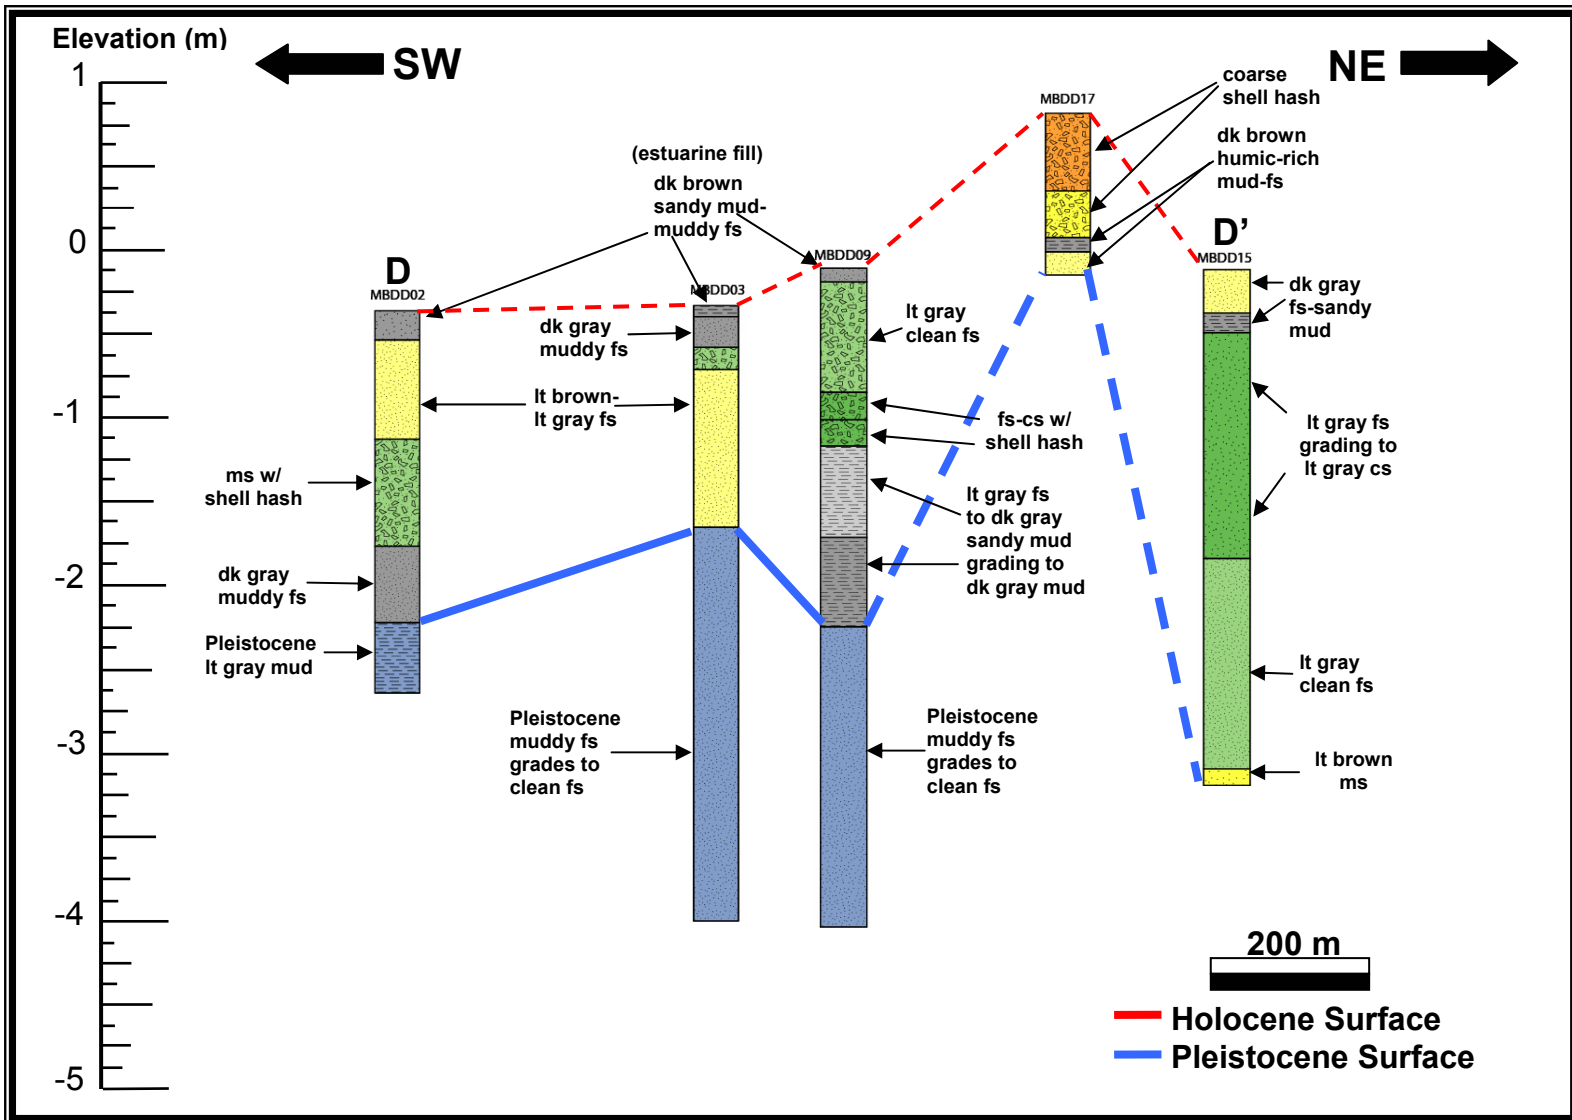 Elevation (m)
SW
NE
1
0
-1
-2
-3
-4
-5
D
MBDD02
MBDD03
MBDD09
MBDD17
D’
MBDD15
(estuarine fill)
dk brown
sandy mud-
muddy fs
dk gray
muddy fs
lt brown-
lt gray fs
ms w/
shell hash
dk gray
muddy fs
Pleistocene
lt gray mud
Pleistocene
muddy fs
grades to
clean fs
lt gray
clean fs
fs-cs w/
shell hash
lt gray fs
to dk gray
sandy mud
grading to
dk gray mud
Pleistocene
muddy fs
grades to
clean fs
coarse
shell hash
dk brown
humic-rich
mud-fs
dk gray
fs-sandy
mud
lt gray fs
grading to
lt gray cs
lt gray
clean fs
lt brown
ms
200 m
Holocene Surface
Pleistocene Surface